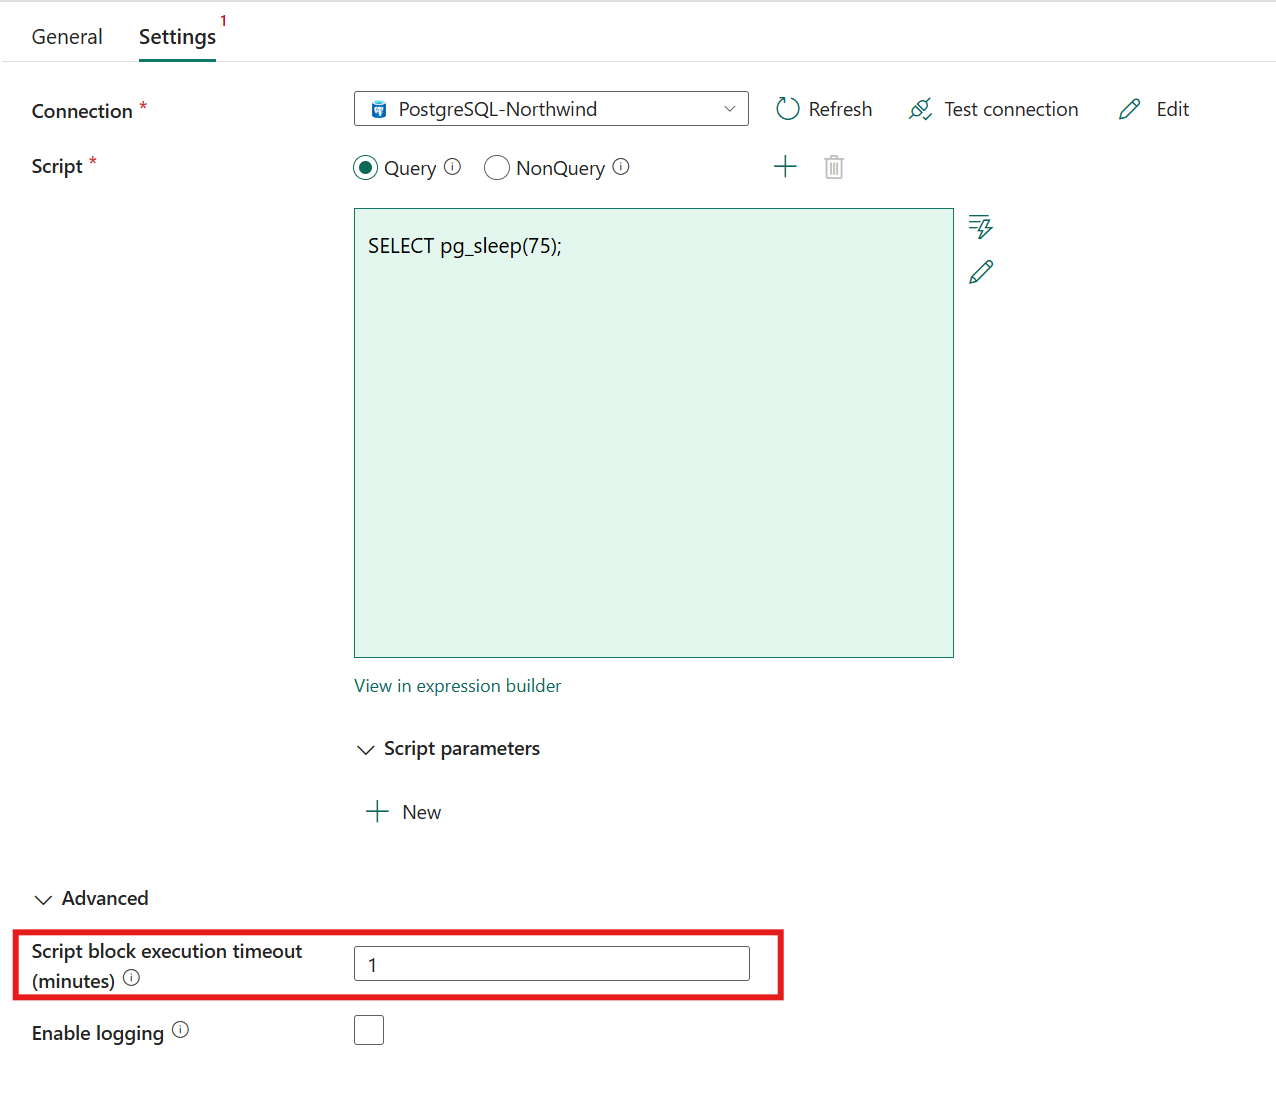 General Settings 1
Connection * PostgreSQL-Northwind Refresh Test connection Edit
Script * Query NonQuery
SELECT pg_sleep(75);
View in expression builder
Script parameters
New
Advanced
Script block execution timeout
(minutes) 1
Enable logging